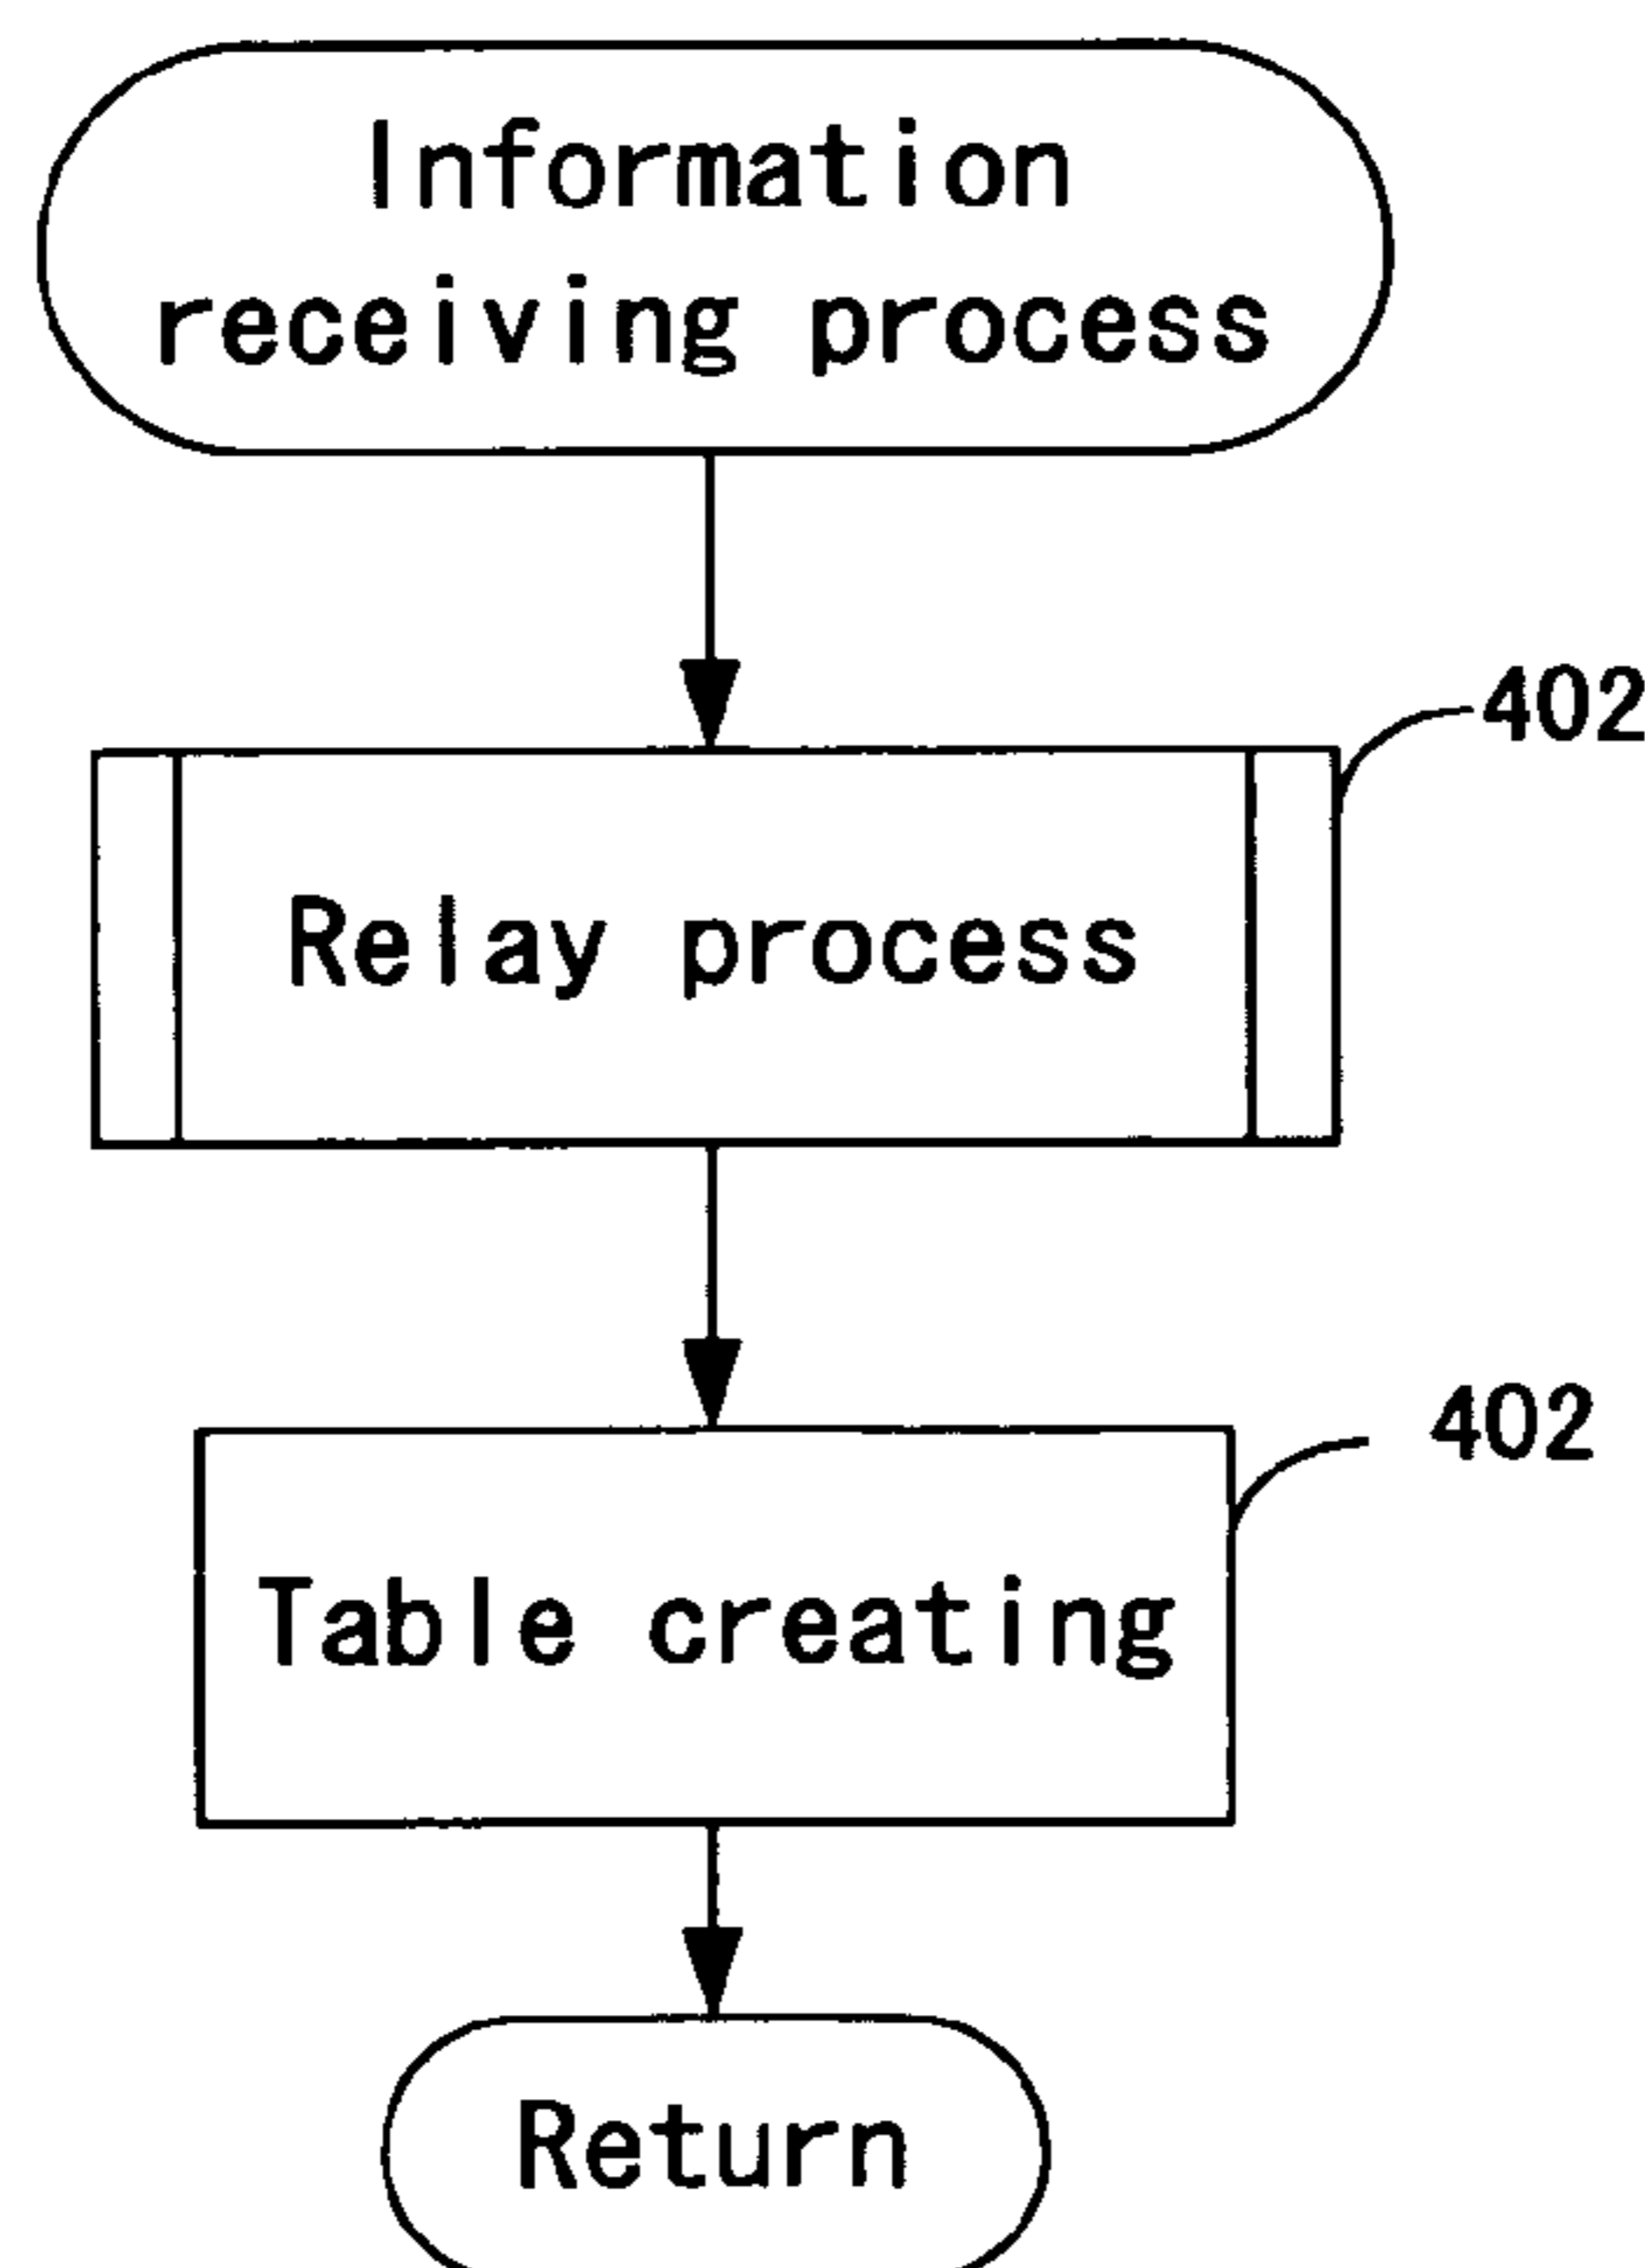 Information
receiving process
402
Relay process
402
Table creating
Return